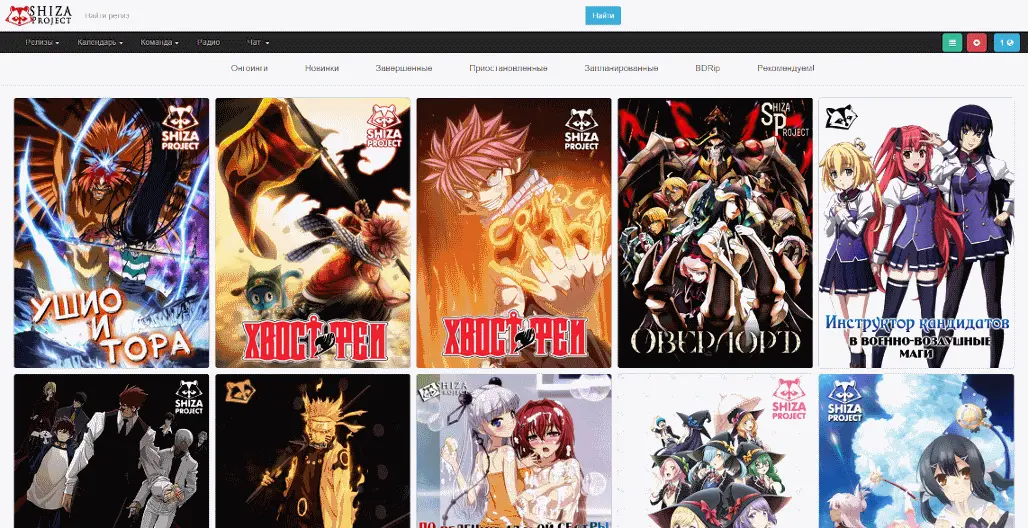 SHIZA
PROJECT
Найти релиз
Найти
Релизы
Календарь
Команда
Радио
Чат
1
Онгоинги
Новинки
Завершенные
Приостановленные
Запланированные
BDRip
Рекомендуем!
SHIZA
PROJECT
УШИО
И
ТОРА
SHIZA
PROJECT
ХВОСТ ФЕИ
SHIZA
PROJECT
ХВОСТ ФЕИ
SHIZA
PROJECT
ОВЕРЛОРД
Инструктор кандидатов
В ВОЕННО-ВОЗДУШНЫЕ
МАГИ
SHIZA
PROJECT
SHIZA
PROJECT
SHIZA
PROJECT
SHIZA
PROJECT